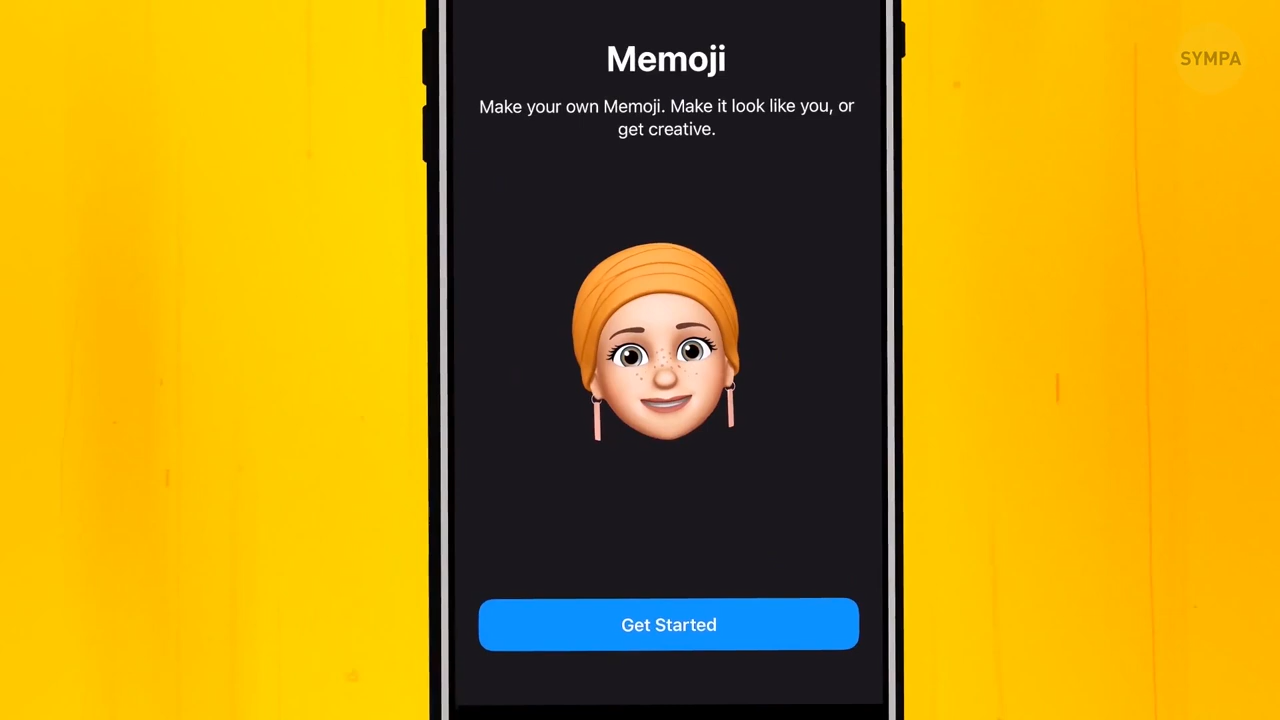 SYMPA
Memoji
Make your own Memoji. Make it look like you, or
get creative.
Get Started